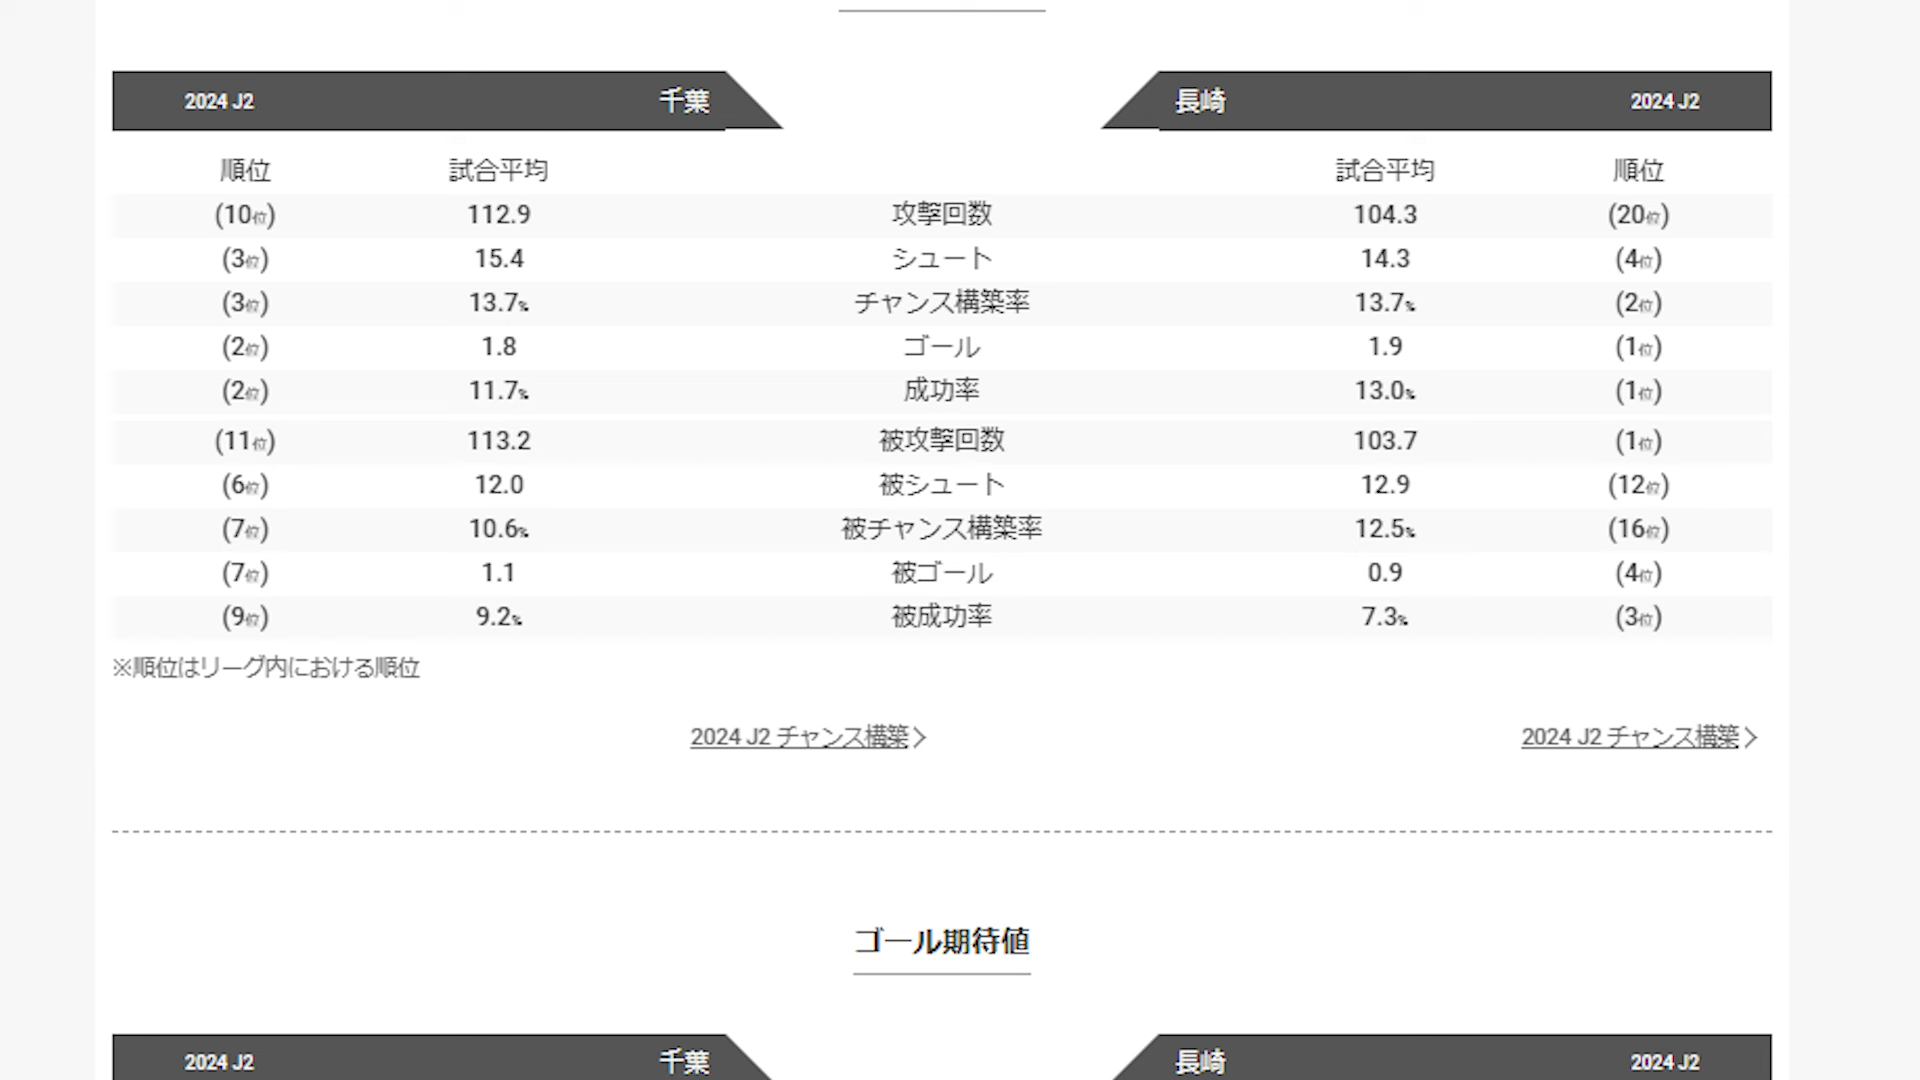 2024 J2 千葉 長崎 2024 J2
順位 試合平均 試合平均 順位
(10位) 112.9 攻撃回数 104.3 (20位)
(3位) 15.4 シュート 14.3 (4位)
(3位) 13.7% チャンス構築率 13.7% (2位)
(2位) 1.8 ゴール 1.9 (1位)
(2位) 11.7% 成功率 13.0% (1位)
(11位) 113.2 被攻撃回数 103.7 (1位)
(6位) 12.0 被シュート 12.9 (12位)
(7位) 10.6% 被チャンス構築率 12.5% (16位)
(7位) 1.1 被ゴール 0.9 (4位)
(9位) 9.2% 被成功率 7.3% (3位)
※順位はリーグ内における順位
2024 J2 チャンス構築 2024 J2 チャンス構築
ゴール期待値
2024 J2 千葉 長崎 2024 J2